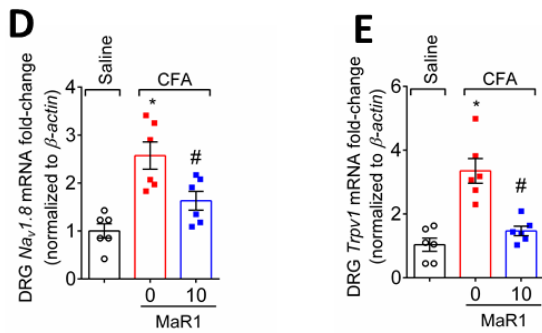 D
Saline
CFA
DRG Naᵥ1.8 mRNA fold-change
(normalized to β-actin)
4
3
2
1
0
*
#
0 10
MaR1
E
Saline
CFA
DRG Trpv1 mRNA fold-change
(normalized to β-actin)
6
4
2
0
*
#
0 10
MaR1